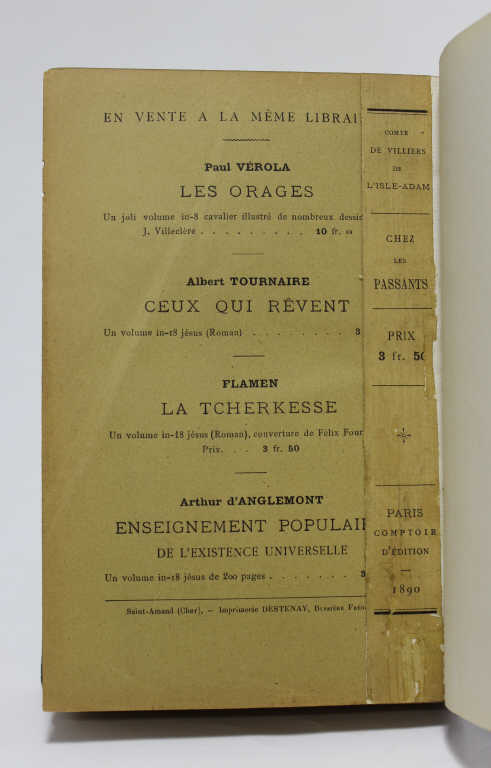 EN VENTE A LA MÊME LIBRAI
Paul VÉROLA
LES ORAGES
Un joli volume in-8 cavalier illustré de nombreux dessi
J. Villeclère . . . . . . . . . 10 fr. »»
Albert TOURNAIRE
CEUX QUI RÊVENT
Un volume in-18 jésus (Roman) . . . . . . . . 3
FLAMEN
LA TCHERKESSE
Un volume in-18 jésus (Roman), couverture de Félix Four
Prix. . . 3 fr. 50
Arthur d'ANGLEMONT
ENSEIGNEMENT POPULAI
DE L'EXISTENCE UNIVERSELLE
Un volume in-18 jésus de 200 pages . . . . . . . 3
Saint-Amand (Cher), — Imprimerie DESTENAY, Bussière Frèr
COMTE
DE VILLIERS
DE
L'ISLE-ADAM
CHEZ
LES
PASSANTS
PRIX
3 fr. 50
PARIS
COMPTOIR
D'ÉDITION
1890